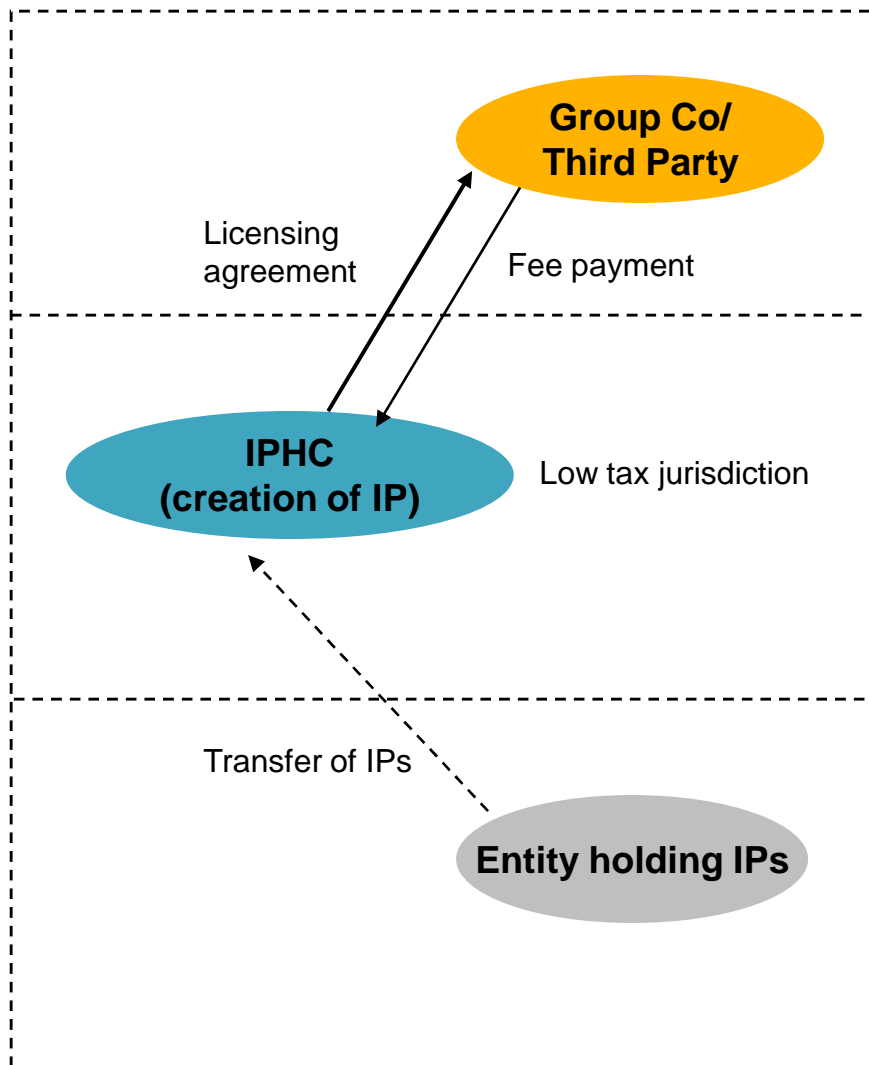 Group Co/
Third Party
Licensing
agreement
Fee payment
IPHC
(creation of IP)
Low tax jurisdiction
Transfer of IPs
Entity holding IPs